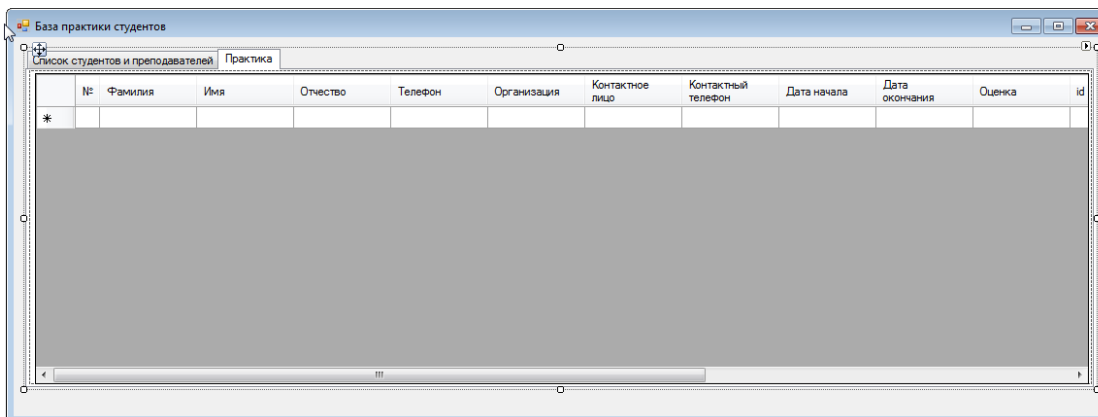 База практики студентов
Список студентов и преподавателей Практика
№ Фамилия Имя Отчество Телефон Организация Контактное лицо Контактный телефон Дата начала Дата окончания Оценка id